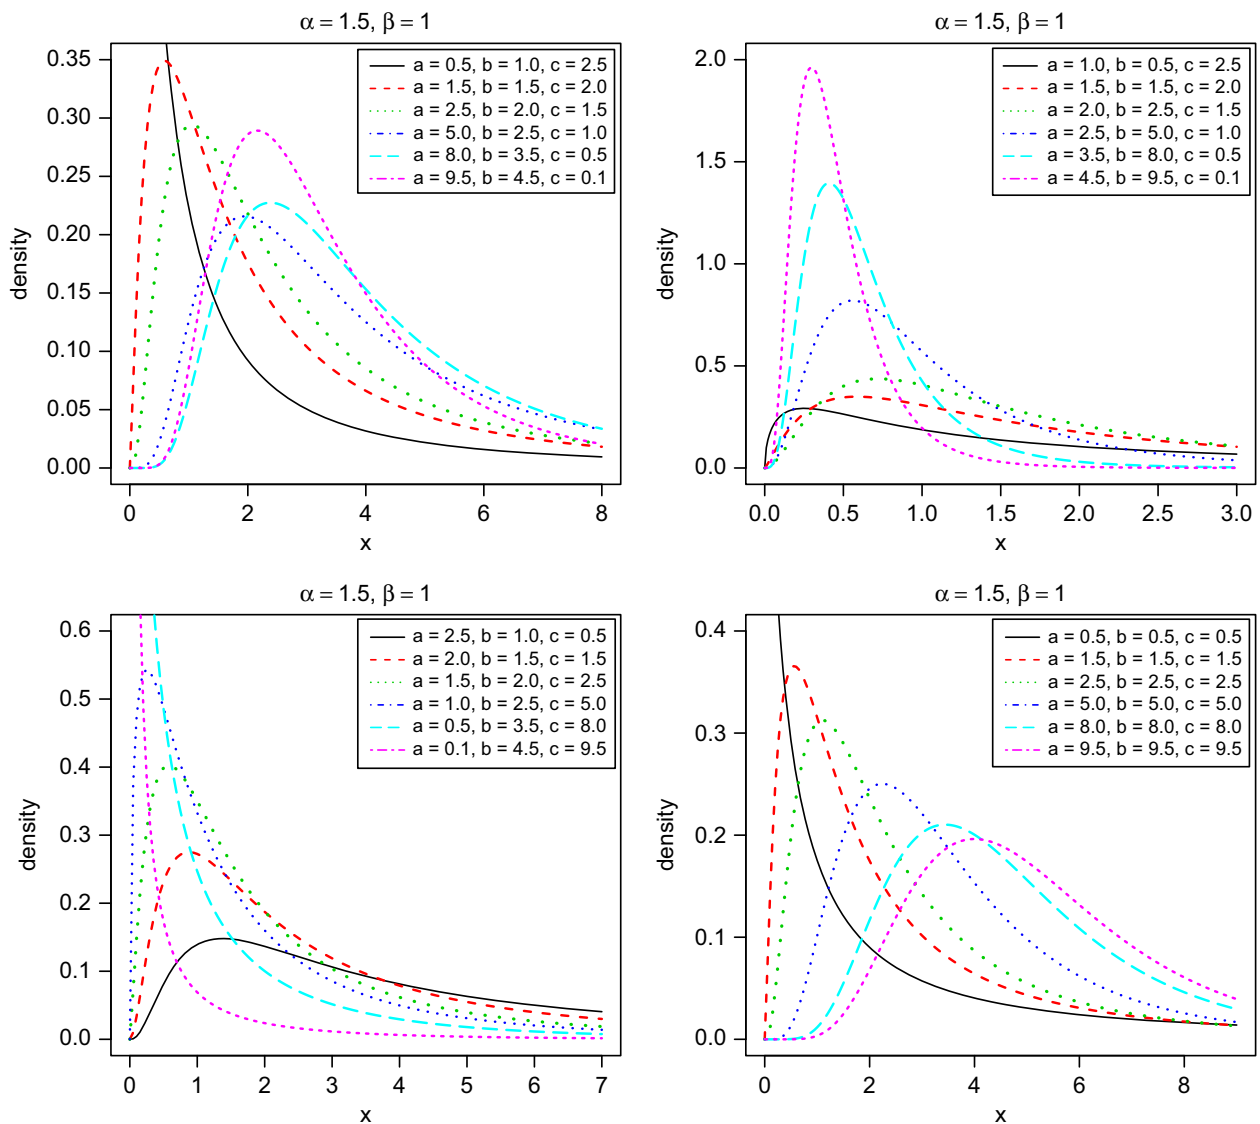 α = 1.5, β = 1
0.35
0.30
0.25
0.20
0.15
0.10
0.05
0.00
density
a = 0.5, b = 1.0, c = 2.5
a = 1.5, b = 1.5, c = 2.0
a = 2.5, b = 2.0, c = 1.5
a = 5.0, b = 2.5, c = 1.0
a = 8.0, b = 3.5, c = 0.5
a = 9.5, b = 4.5, c = 0.1
0 2 4 6 8
x
α = 1.5, β = 1
2.0
1.5
1.0
0.5
0.0
density
a = 1.0, b = 0.5, c = 2.5
a = 1.5, b = 1.5, c = 2.0
a = 2.0, b = 2.5, c = 1.5
a = 2.5, b = 5.0, c = 1.0
a = 3.5, b = 8.0, c = 0.5
a = 4.5, b = 9.5, c = 0.1
0.0 0.5 1.0 1.5 2.0 2.5 3.0
x
α = 1.5, β = 1
0.6
0.5
0.4
0.3
0.2
0.1
0.0
density
a = 2.5, b = 1.0, c = 0.5
a = 2.0, b = 1.5, c = 1.5
a = 1.5, b = 2.0, c = 2.5
a = 1.0, b = 2.5, c = 5.0
a = 0.5, b = 3.5, c = 8.0
a = 0.1, b = 4.5, c = 9.5
0 1 2 3 4 5 6 7
x
α = 1.5, β = 1
0.4
0.3
0.2
0.1
0.0
density
a = 0.5, b = 0.5, c = 0.5
a = 1.5, b = 1.5, c = 1.5
a = 2.5, b = 2.5, c = 2.5
a = 5.0, b = 5.0, c = 5.0
a = 8.0, b = 8.0, c = 8.0
a = 9.5, b = 9.5, c = 9.5
0 2 4 6 8
x